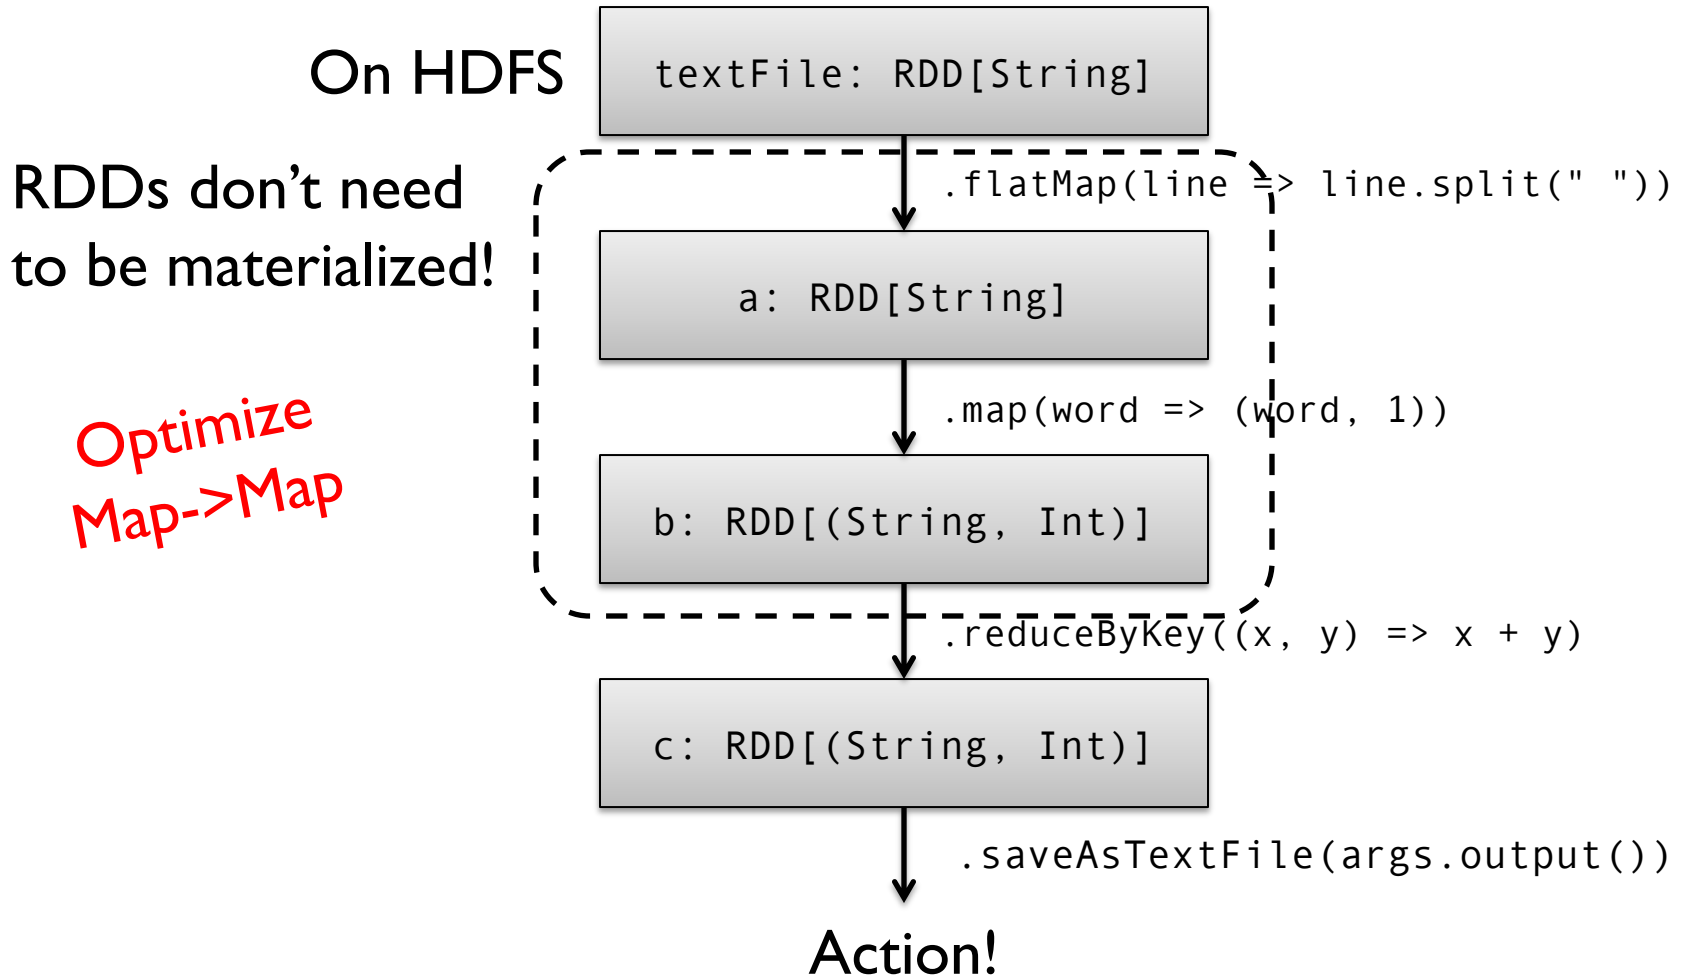 On HDFS
textFile: RDD[String]
RDDs don’t need
to be materialized!
.flatMap(line => line.split(" "))
a: RDD[String]
.map(word => (word, 1))
Optimize
Map->Map
b: RDD[(String, Int)]
.reduceByKey((x, y) => x + y)
c: RDD[(String, Int)]
.saveAsTextFile(args.output())
Action!